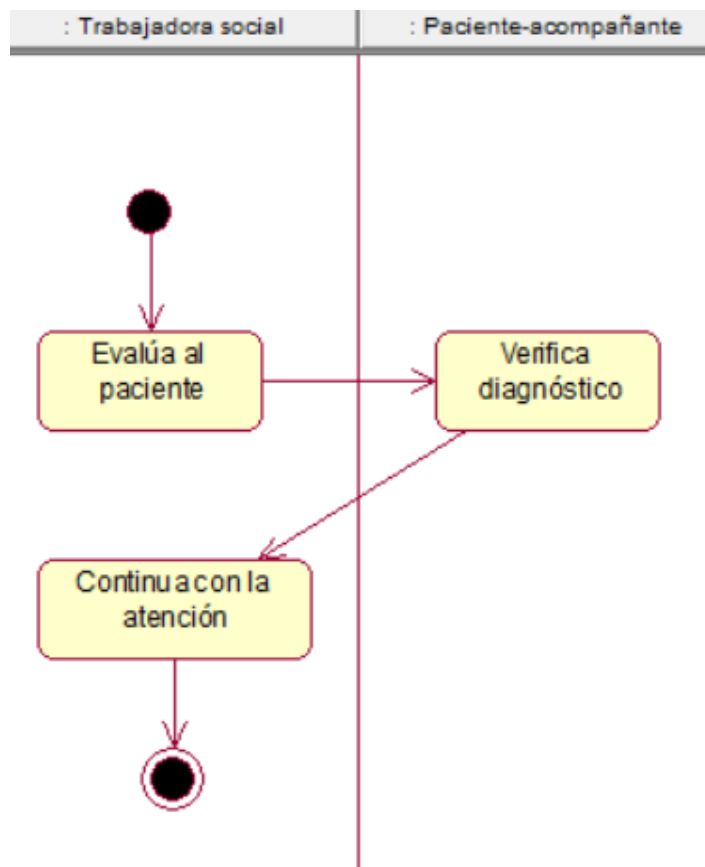 : Trabajadora social
: Paciente-acompañante
Evalúa al
paciente
Verifica
diagnóstico
Continua con la
atención